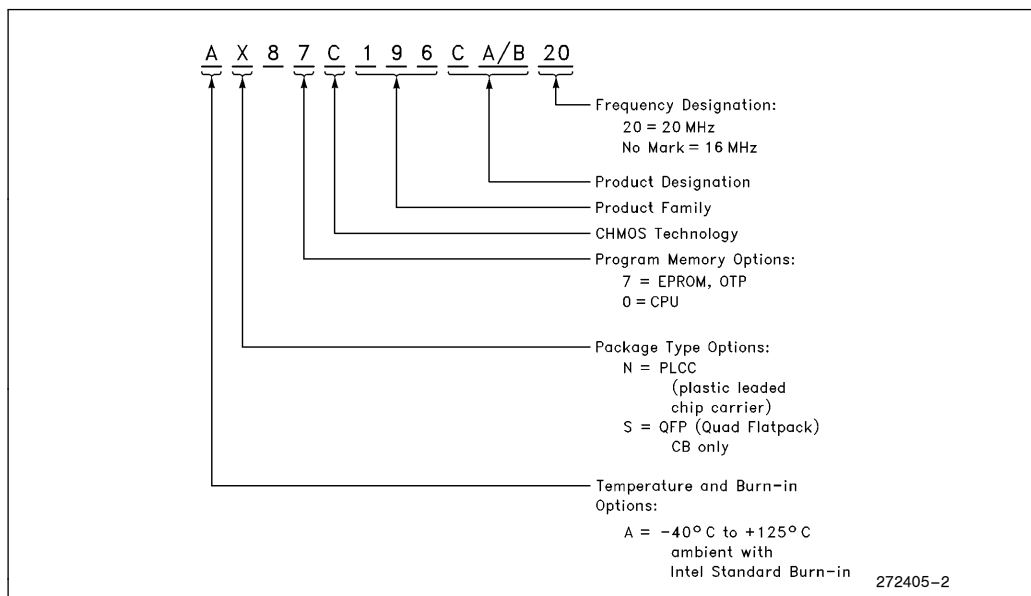 A X 8 7 C 1 9 6 C A/B 20
Frequency Designation:
20 = 20 MHz
No Mark = 16 MHz
Product Designation
Product Family
CHMOS Technology
Program Memory Options:
7 = EPROM, OTP
0 = CPU
Package Type Options:
N = PLCC
(plastic leaded
chip carrier)
S = QFP (Quad Flatpack)
CB only
Temperature and Burn-in
Options:
A = -40°C to +125°C
ambient with
Intel Standard Burn-in
272405-2